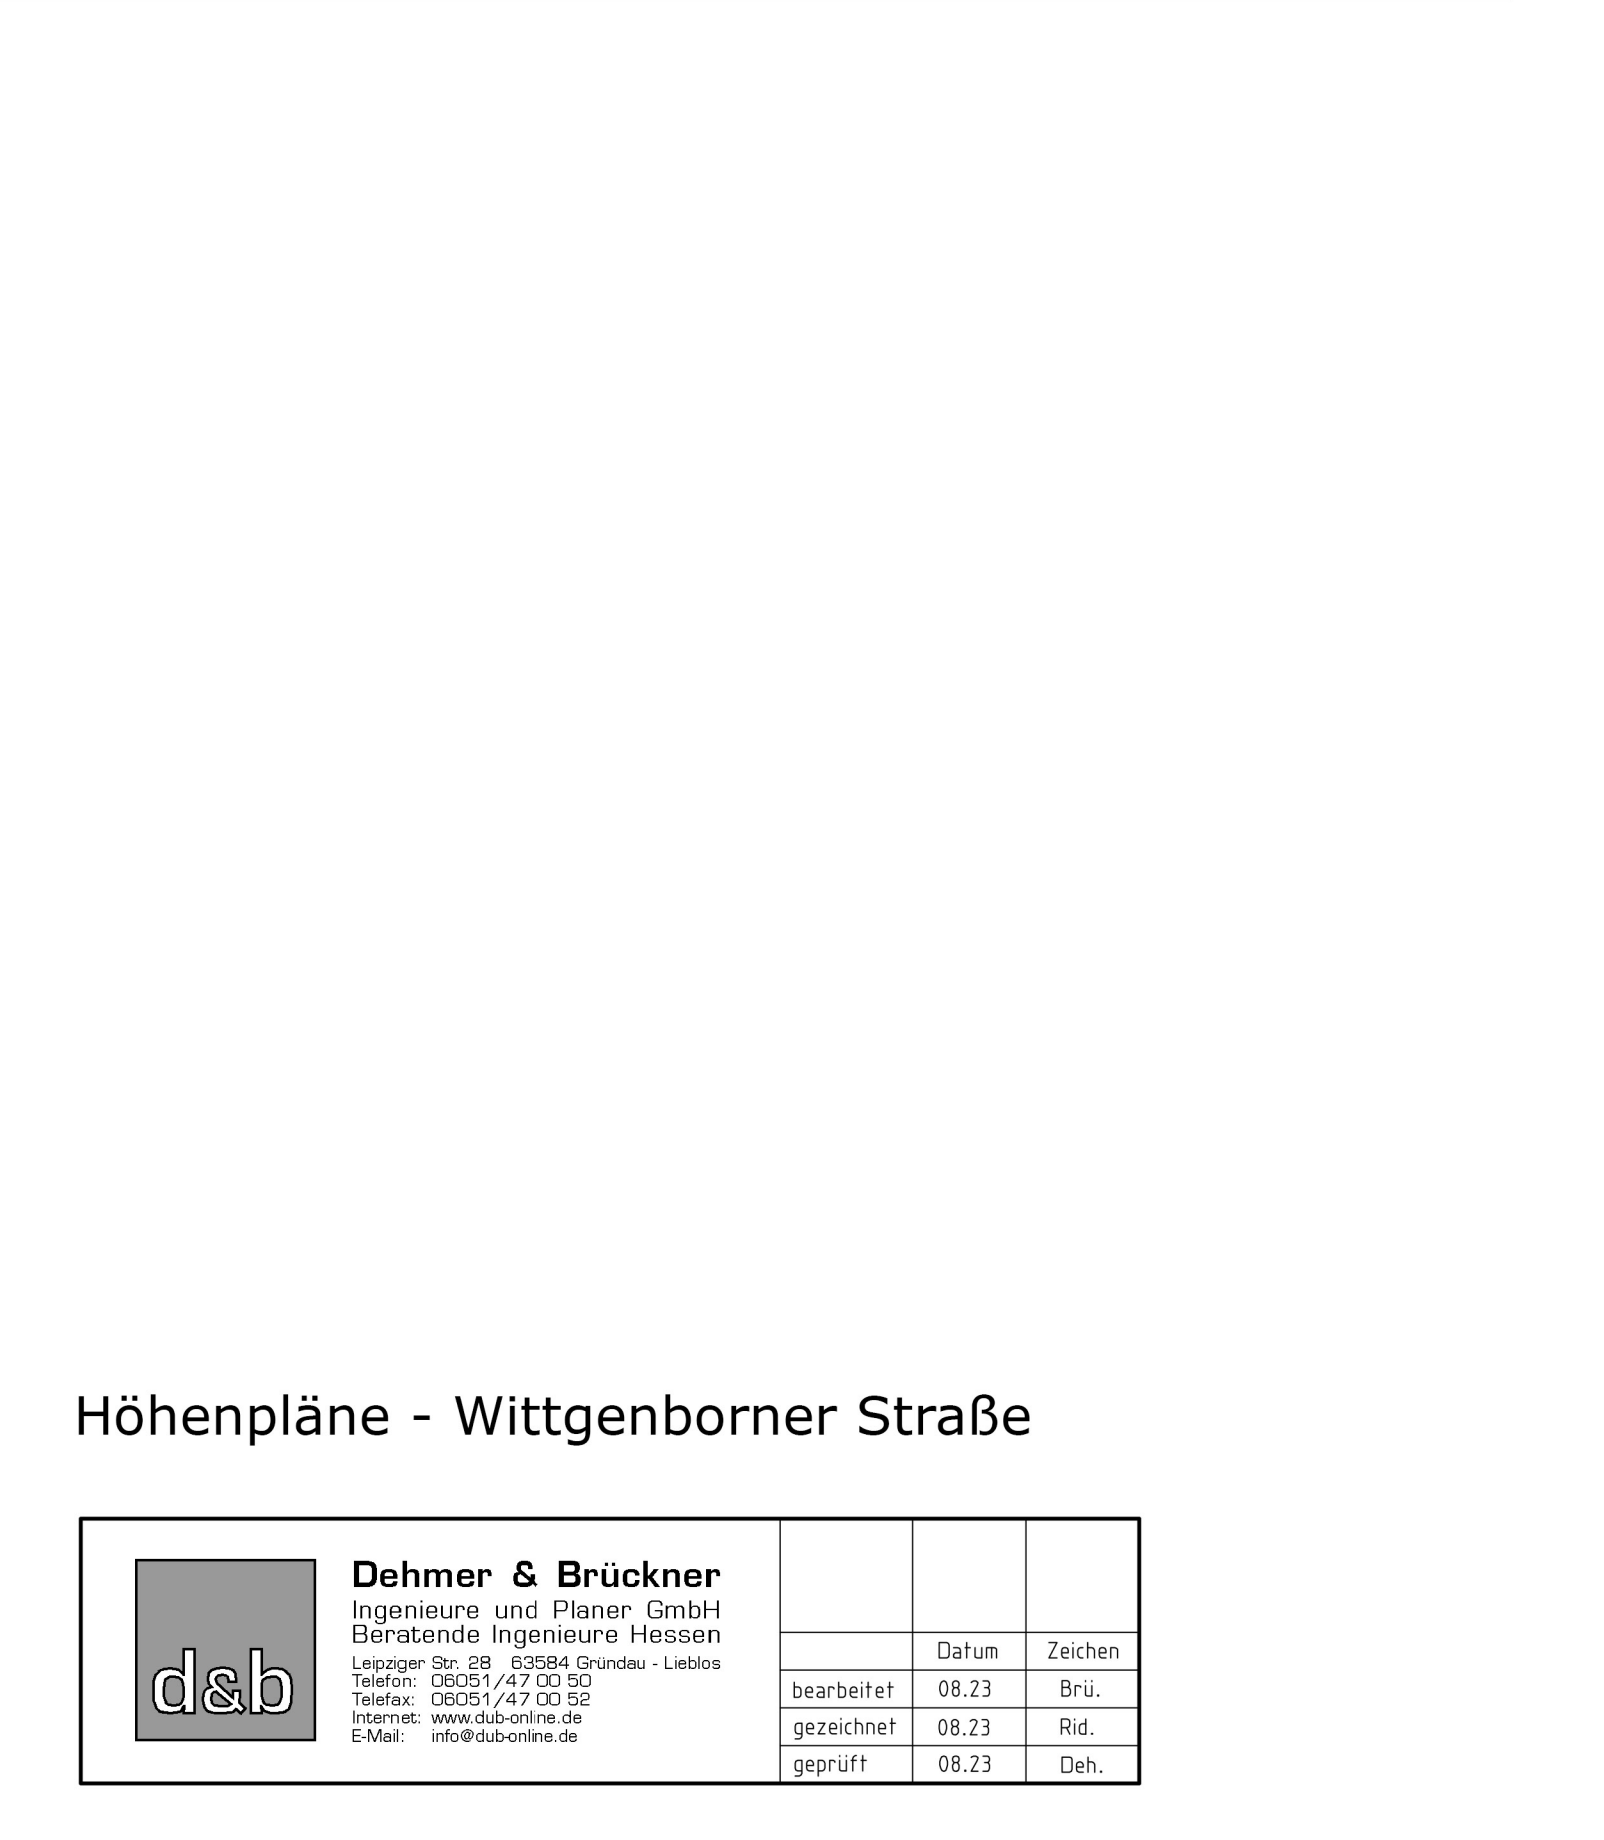 Höhenpläne - Wittgenborner Straße
d&b
Dehmer & Brückner
Ingenieure und Planer GmbH
Beratende Ingenieure Hessen
Leipziger Str. 28 63584 Gründau - Lieblos
Telefon: 06051/47 00 50
Telefax: 06051/47 00 52
Internet: www.dub-online.de
E-Mail: info@dub-online.de
Datum Zeichen
bearbeitet 08.23 Brü.
gezeichnet 08.23 Rid.
geprüft 08.23 Deh.